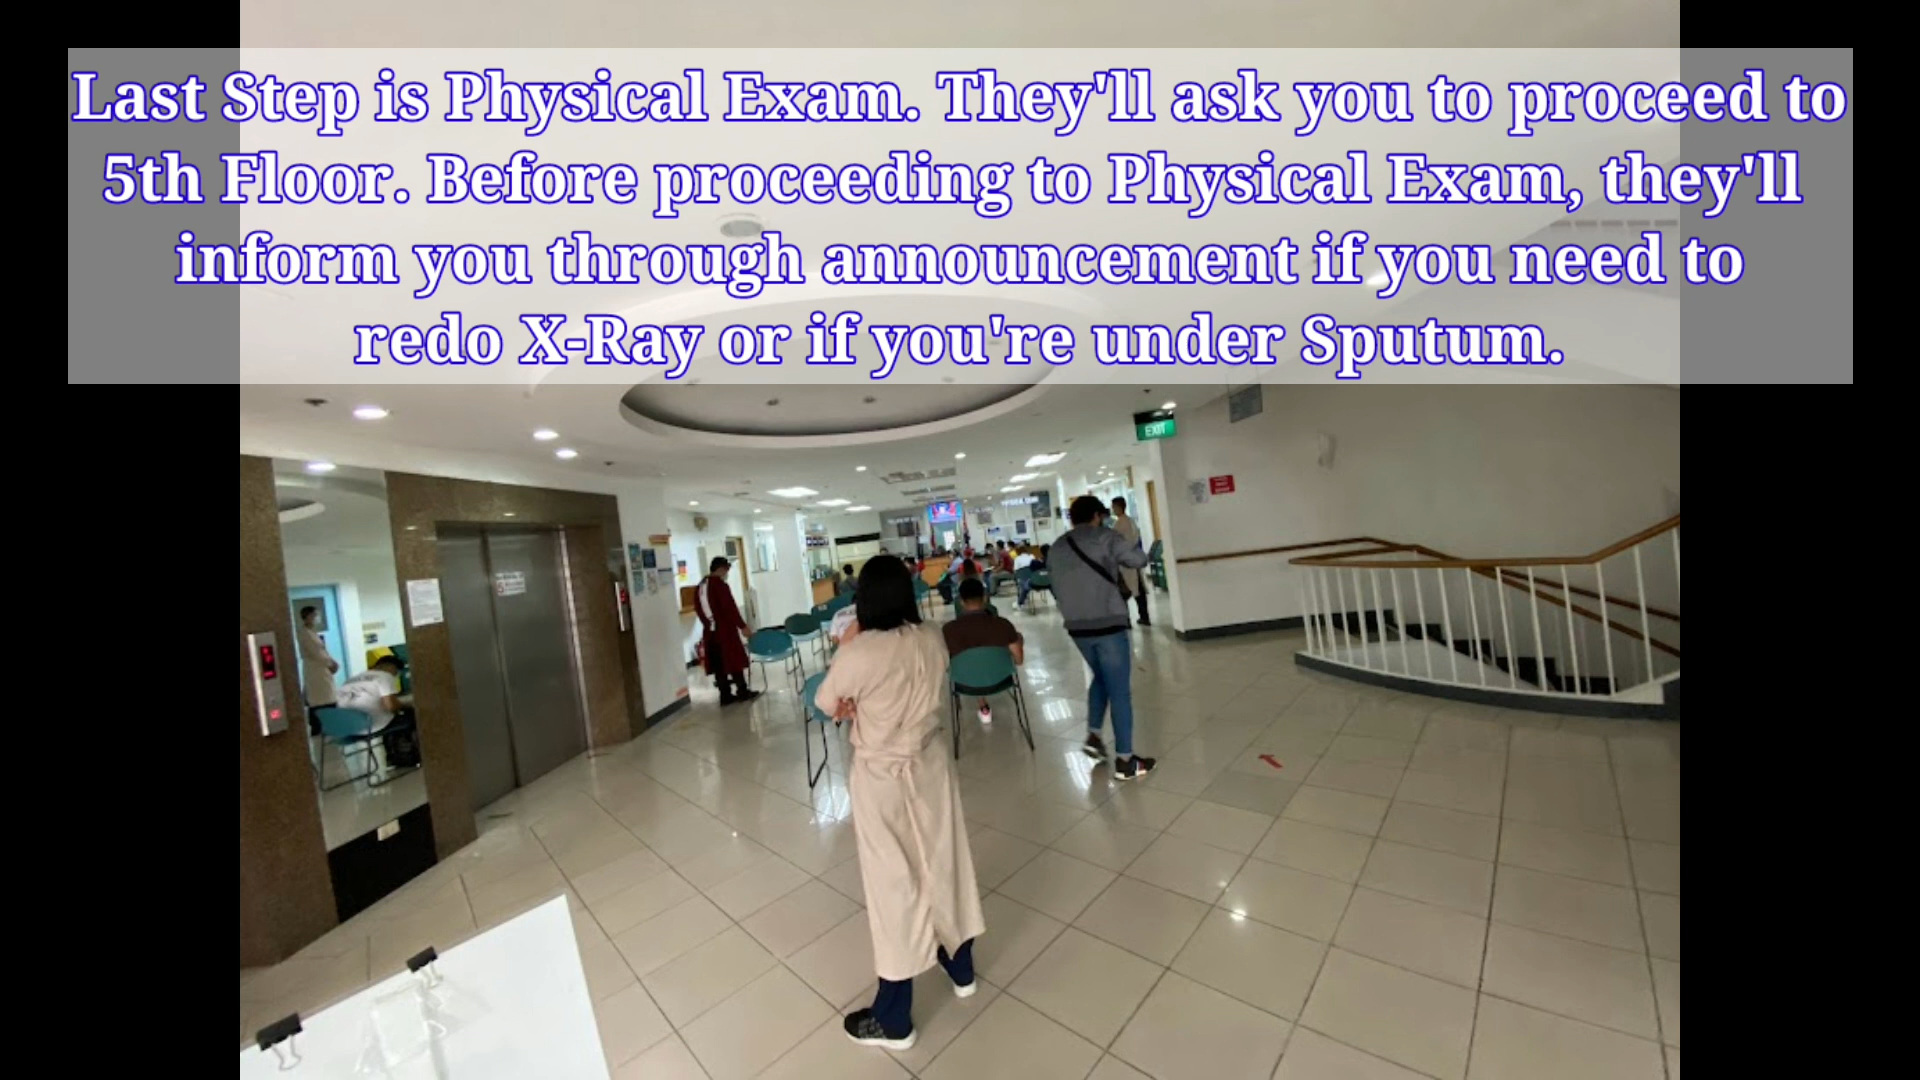 Last Step is Physical Exam. They'll ask you to proceed to
5th Floor. Before proceeding to Physical Exam, they'll
inform you through announcement if you need to
redo X-Ray or if you're under Sputum.
EXIT